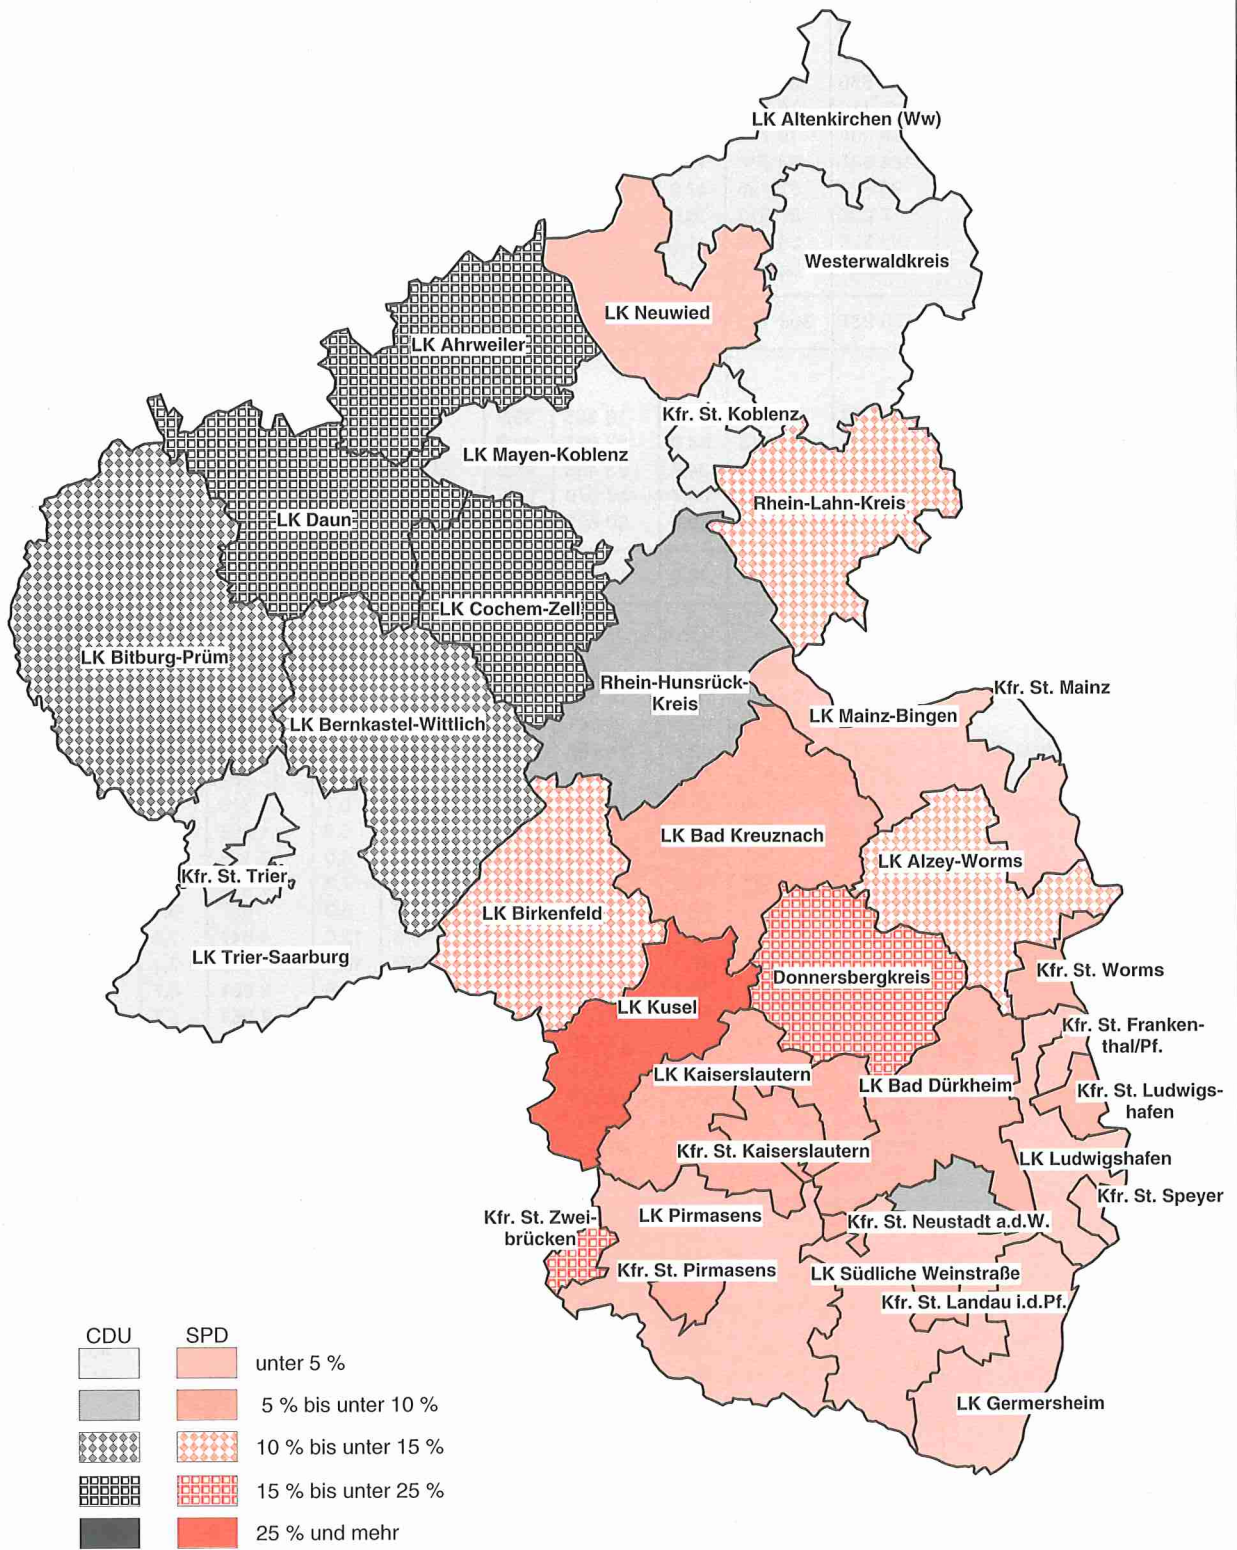 LK Altenkirchen (Ww)
Westerwaldkreis
LK Neuwied
LK Ahrweiler
Kfr. St. Koblenz
LK Mayen-Koblenz
Rhein-Lahn-Kreis
LK Daun
LK Cochem-Zell
LK Bitburg-Prüm
Rhein-Hunsrück-
Kreis
Kfr. St. Mainz
LK Mainz-Bingen
LK Bernkastel-Wittlich
LK Bad Kreuznach
LK Alzey-Worms
Kfr. St. Trier
LK Birkenfeld
LK Trier-Saarburg
Donnersbergkreis
Kfr. St. Worms
LK Kusel
Kfr. St. Franken-
thal/Pf.
LK Kaiserslautern
LK Bad Dürkheim
Kfr. St. Ludwigs-
hafen
Kfr. St. Kaiserslautern
LK Ludwigshafen
Kfr. St. Speyer
Kfr. St. Zwei-
brücken
LK Pirmasens
Kfr. St. Neustadt a.d.W.
Kfr. St. Pirmasens
LK Südliche Weinstraße
Kfr. St. Landau i.d.Pf.
LK Germersheim
CDU SPD
unter 5 %
5 % bis unter 10 %
10 % bis unter 15 %
15 % bis unter 25 %
25 % und mehr